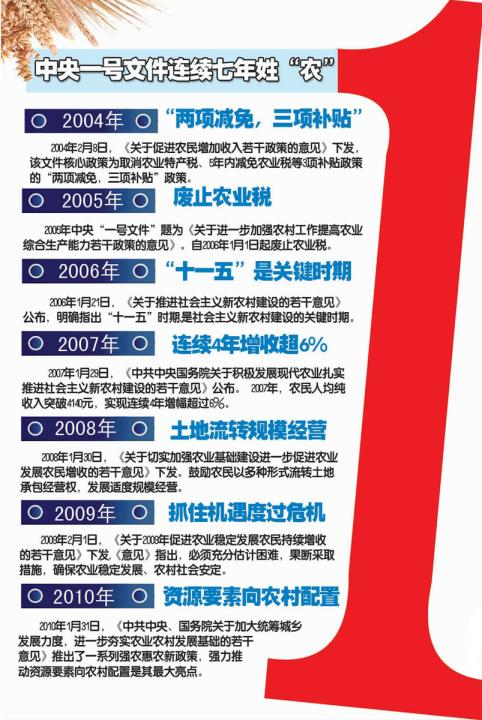 中央一号文件连续七年姓“农”
2004年 “两项减免，三项补贴”
2004年2月8日，《关于促进农民增加收入若干政策的意见》下发，
该文件核心政策为取消农业特产税、5年内减免农业税等3项补贴政策
的“两项减免，三项补贴”政策。
2005年 废止农业税
2005年中央“一号文件”题为《关于进一步加强农村工作提高农业
综合生产能力若干政策的意见》。自2006年1月1日起废止农业税。
2006年 “十一五”是关键时期
2006年1月21日，《关于推进社会主义新农村建设的若干意见》
公布，明确指出“十一五”时期是社会主义新农村建设的关键时期。
2007年 连续4年增收超6%
2007年1月29日，《中共中央国务院关于积极发展现代农业扎实
推进社会主义新农村建设的若干意见》公布。2007年，农民人均纯
收入突破4140元，实现连续4年增幅超过6%。
2008年 土地流转规模经营
2008年1月30日，《关于切实加强农业基础建设进一步促进农业
发展农民增收的若干意见》下发。鼓励农民以多种形式流转土地
承包经营权，发展适度规模经营。
2009年 抓住机遇度过危机
2009年2月1日，《关于2009年促进农业稳定发展农民持续增收
的若干意见》下发，《意见》指出，必须充分估计困难，果断采取
措施，确保农业稳定发展、农村社会安定。
2010年 资源要素向农村配置
2010年1月31日，《中共中央、国务院关于加大统筹城乡
发展力度，进一步夯实农业农村发展基础的若干
意见》推出了一系列强农惠农新政策，强力推
动资源要素向农村配置是其最大亮点。
1